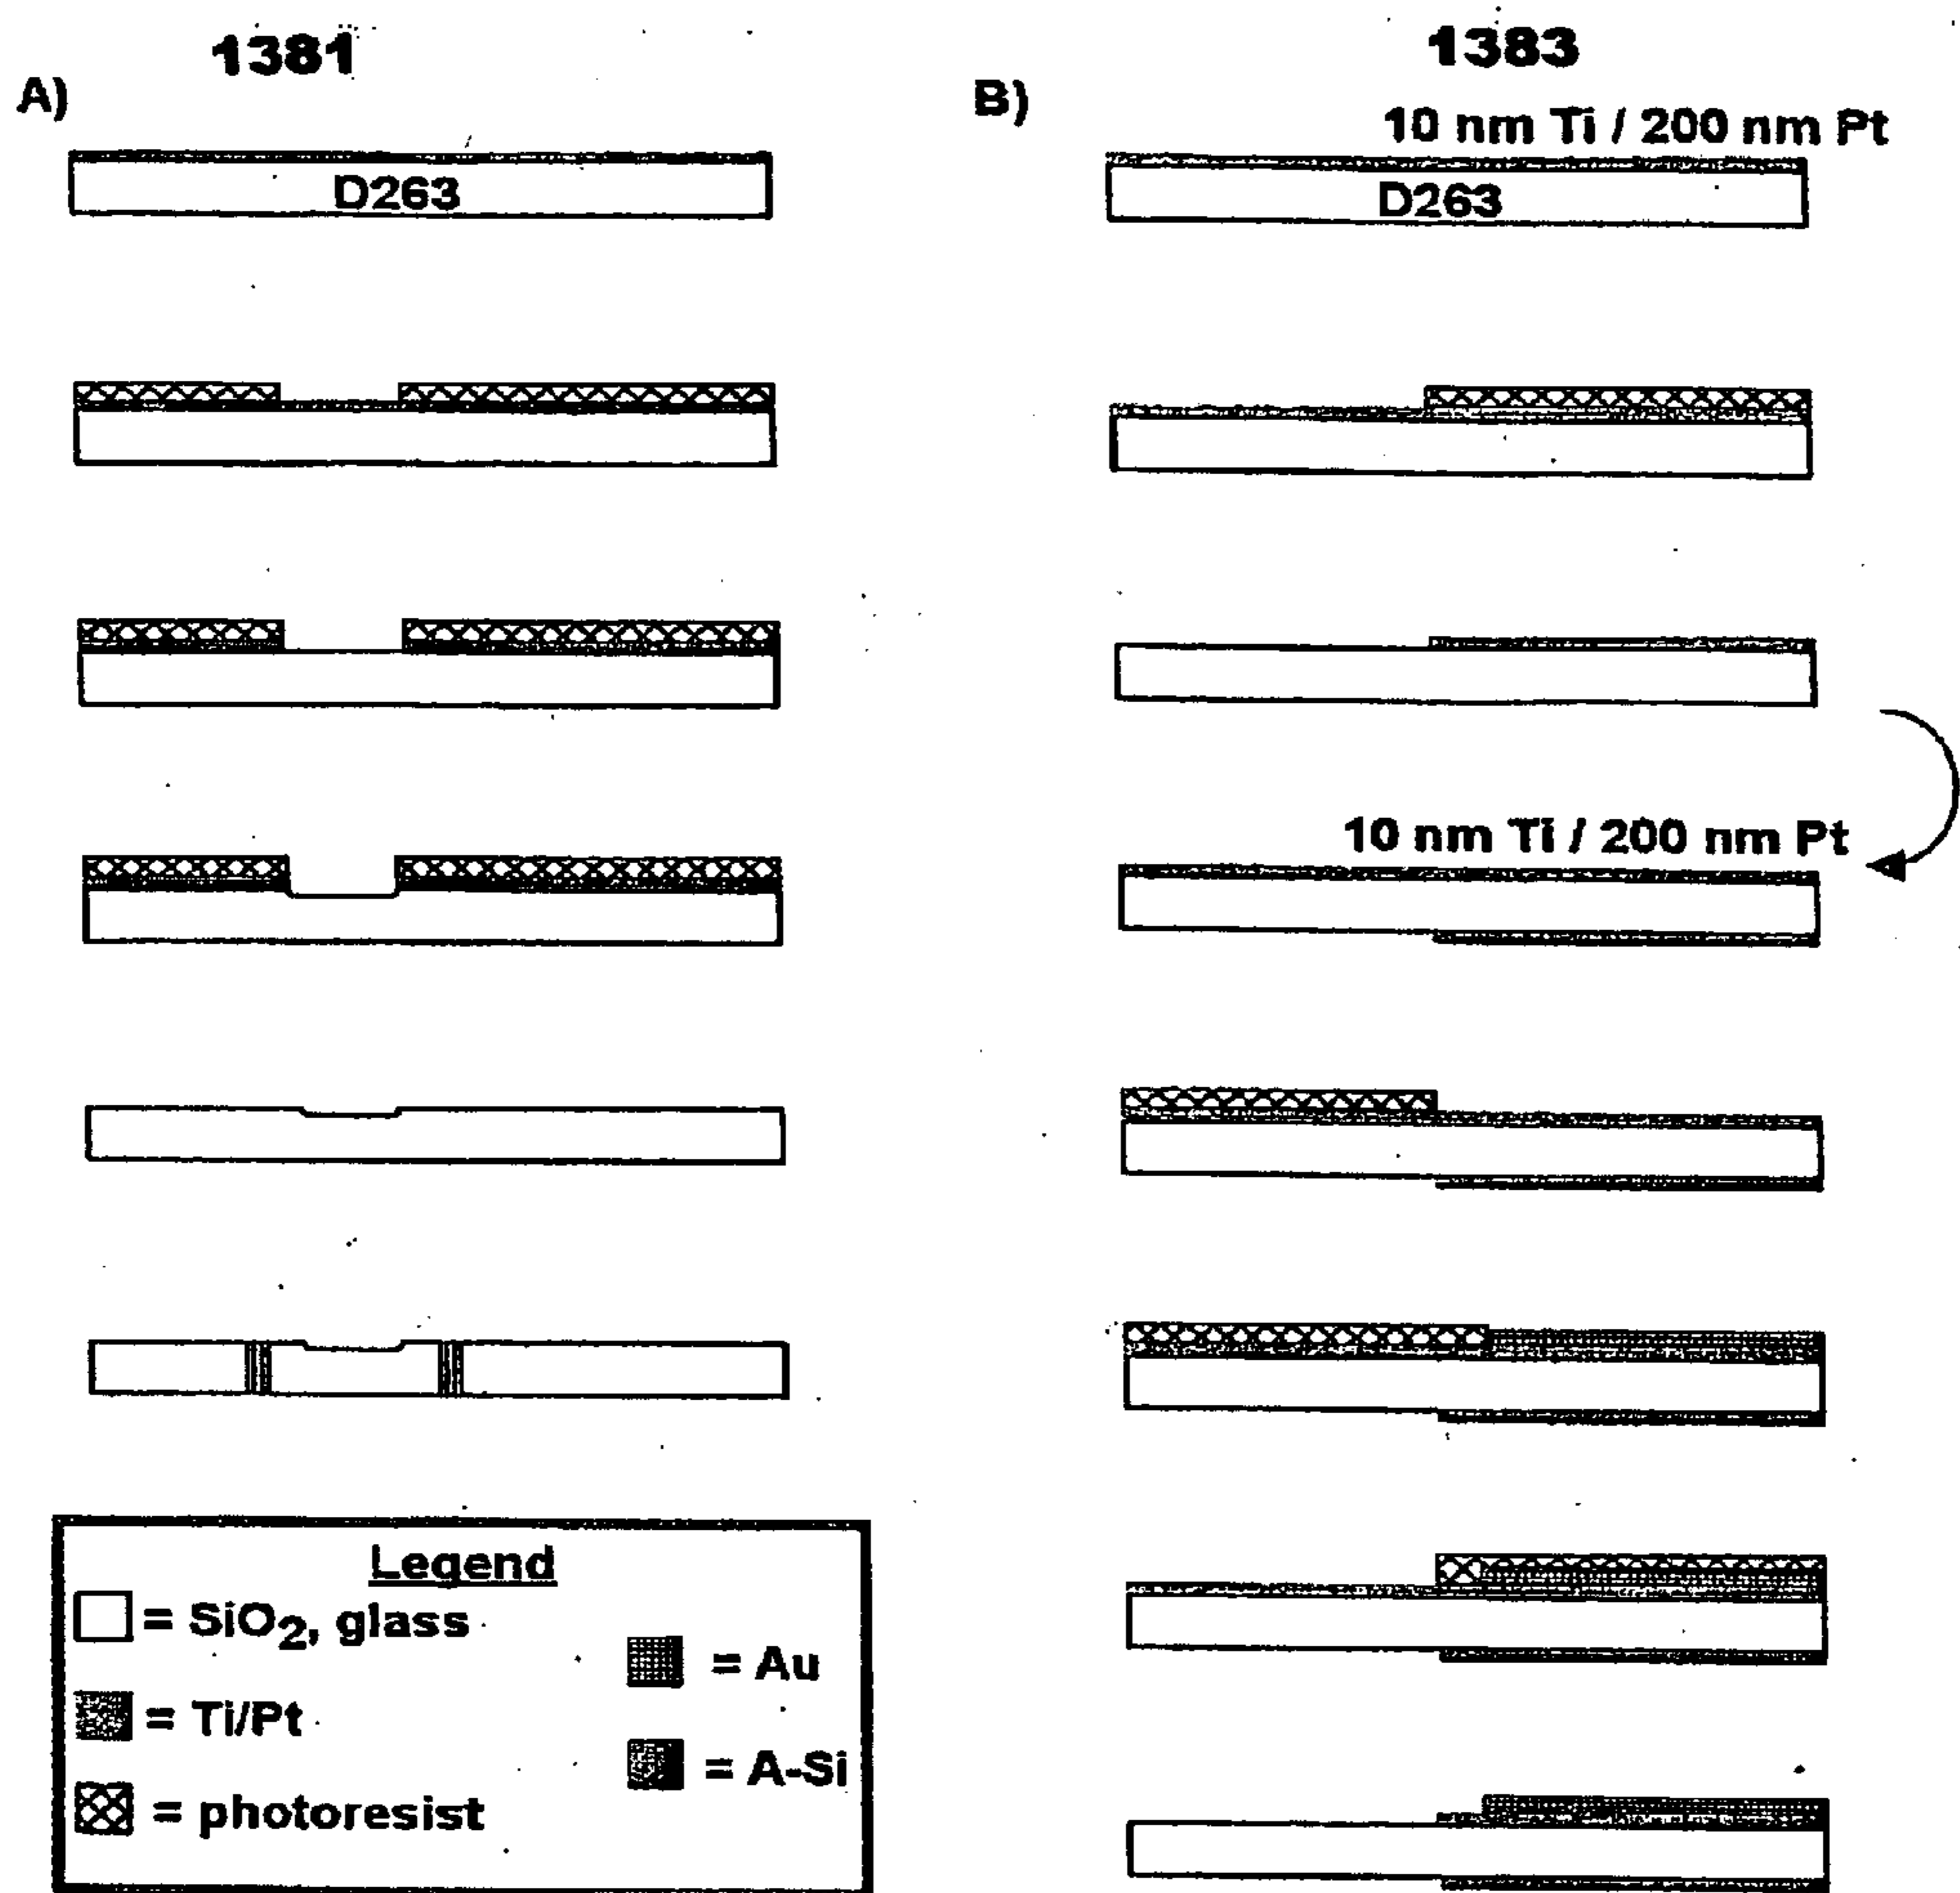 1381
A)
D263
1383
B)
10 nm Ti / 200 nm Pt
D263
10 nm Ti / 200 nm Pt
Legend
= SiO2, glass
= Ti/Pt
= photoresist
= Au
= A-Si